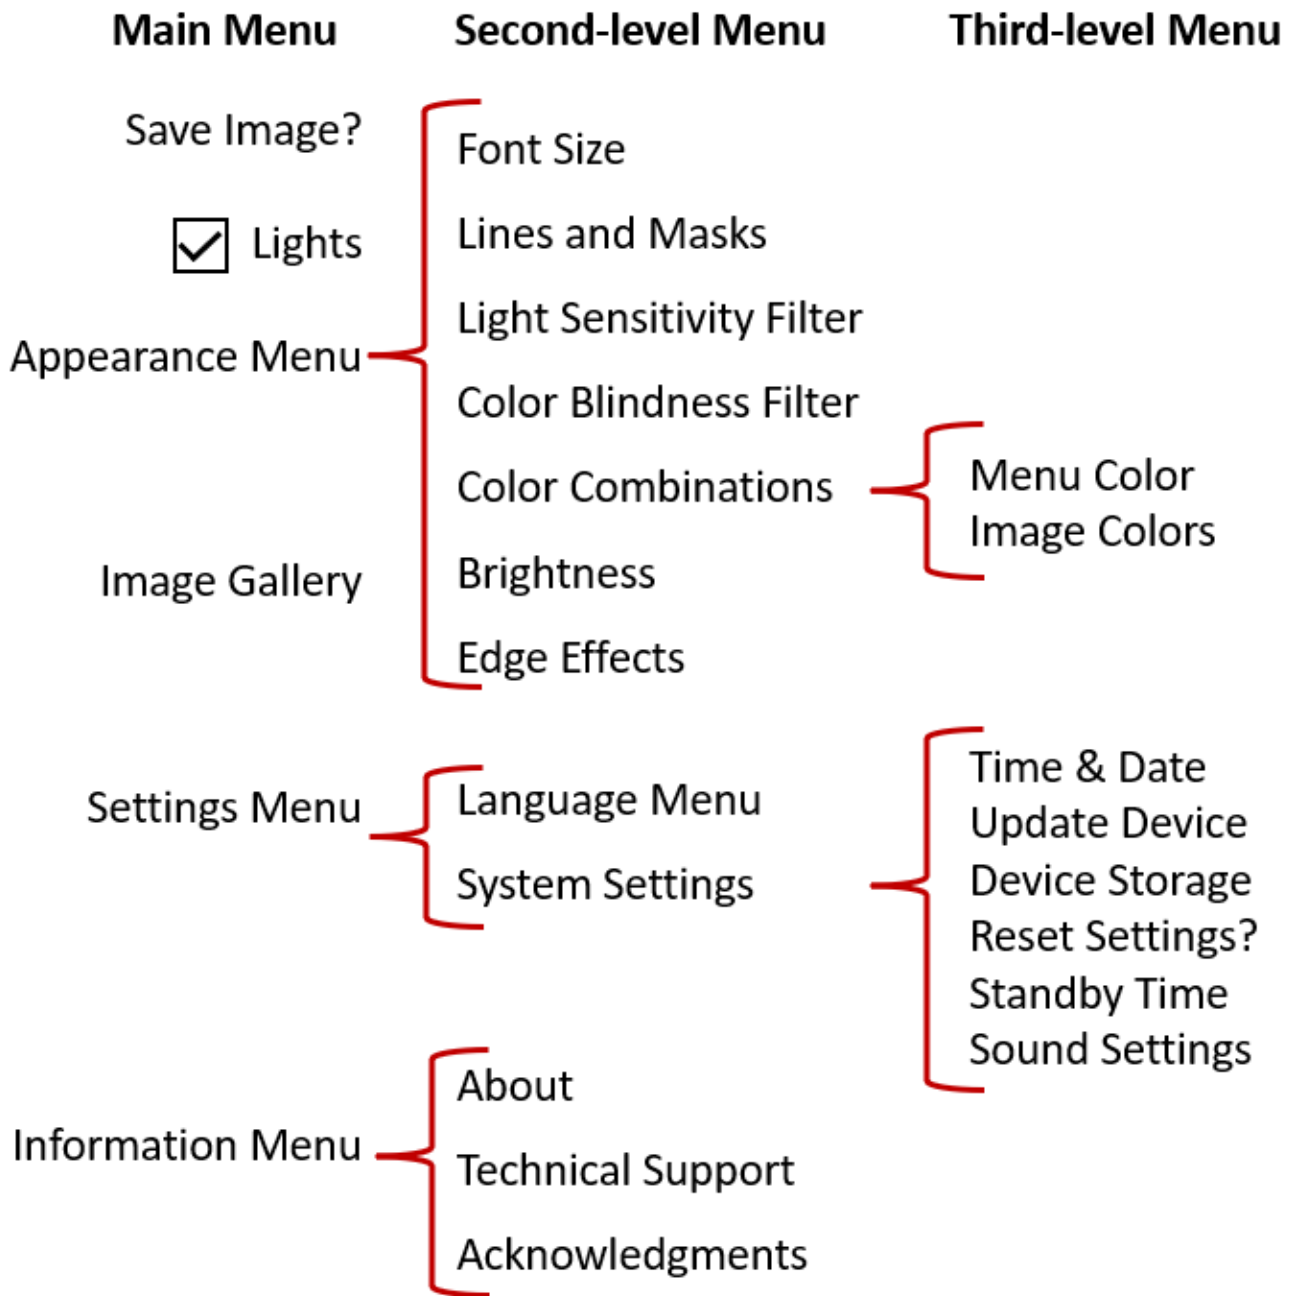 Main Menu
Second-level Menu
Third-level Menu
Save Image?
Lights
Appearance Menu
Font Size
Lines and Masks
Light Sensitivity Filter
Color Blindness Filter
Color Combinations
Menu Color
Image Colors
Brightness
Edge Effects
Image Gallery
Settings Menu
Language Menu
System Settings
Time & Date
Update Device
Device Storage
Reset Settings?
Standby Time
Sound Settings
Information Menu
About
Technical Support
Acknowledgments